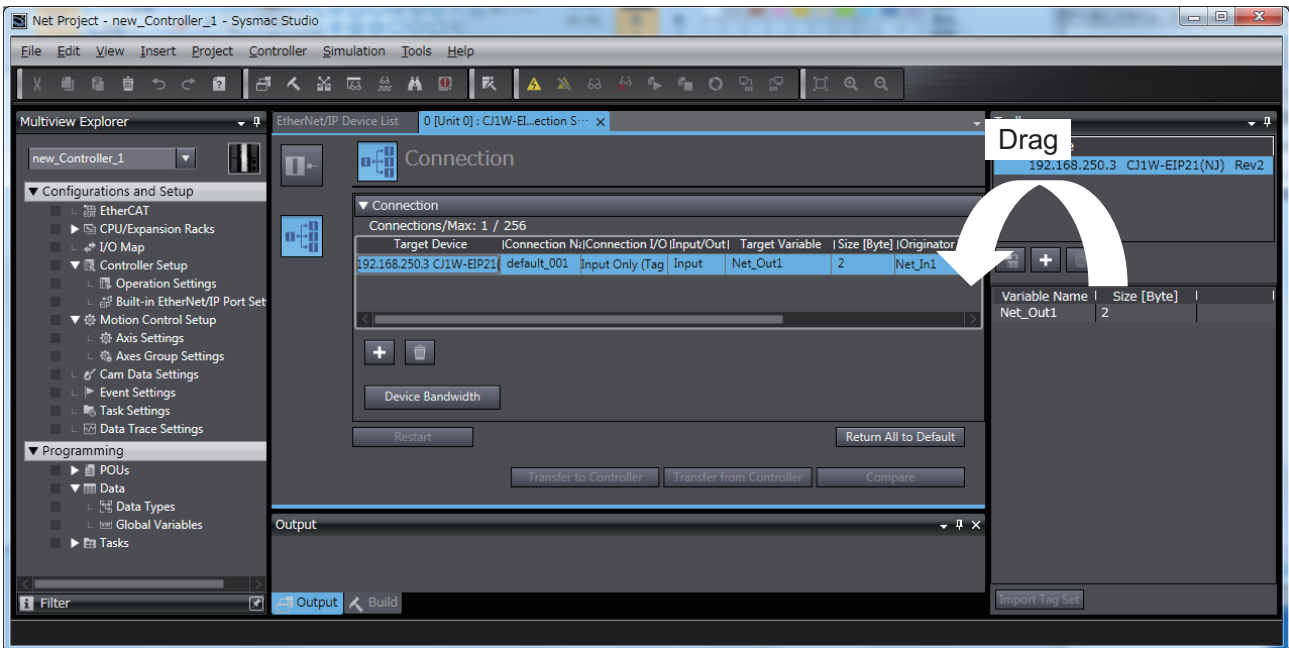 Net Project - new_Controller_1 - Sysmac Studio
File Edit View Insert Project Controller Simulation Tools Help
Multiview Explorer
new_Controller_1
Configurations and Setup
EtherCAT
CPU/Expansion Racks
I/O Map
Controller Setup
Operation Settings
Built-in EtherNet/IP Port Set
Motion Control Setup
Axis Settings
Axes Group Settings
Cam Data Settings
Event Settings
Task Settings
Data Trace Settings
Programming
POUs
Data
Data Types
Global Variables
Tasks
Filter
EtherNet/IP Device List 0 [Unit 0] : CJ1W-EI...ection S···
Connection
Connection
Connections/Max: 1 / 256
Target Device |Connection Na|Connection I/O |Input/Out| Target Variable | Size [Byte] |Originator
192.168.250.3 CJ1W-EIP21( default_001 Input Only (Tag Input Net_Out1 2 Net_In1
Device Bandwidth
Restart Return All to Default
Transfer to Controller Transfer from Controller Compare
Output
Output Build
Drag
192.168.250.3 CJ1W-EIP21(NJ) Rev2
Variable Name | Size [Byte] |
Net_Out1 2
Import Tag Set